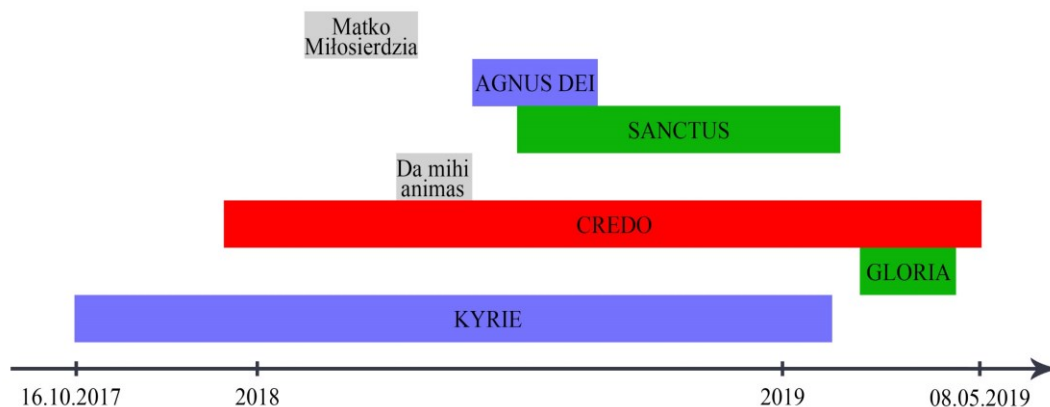 Matko
Miłosierdzia
AGNUS DEI
SANCTUS
Da mihi
animas
CREDO
GLORIA
KYRIE
16.10.2017
2018
2019
08.05.2019